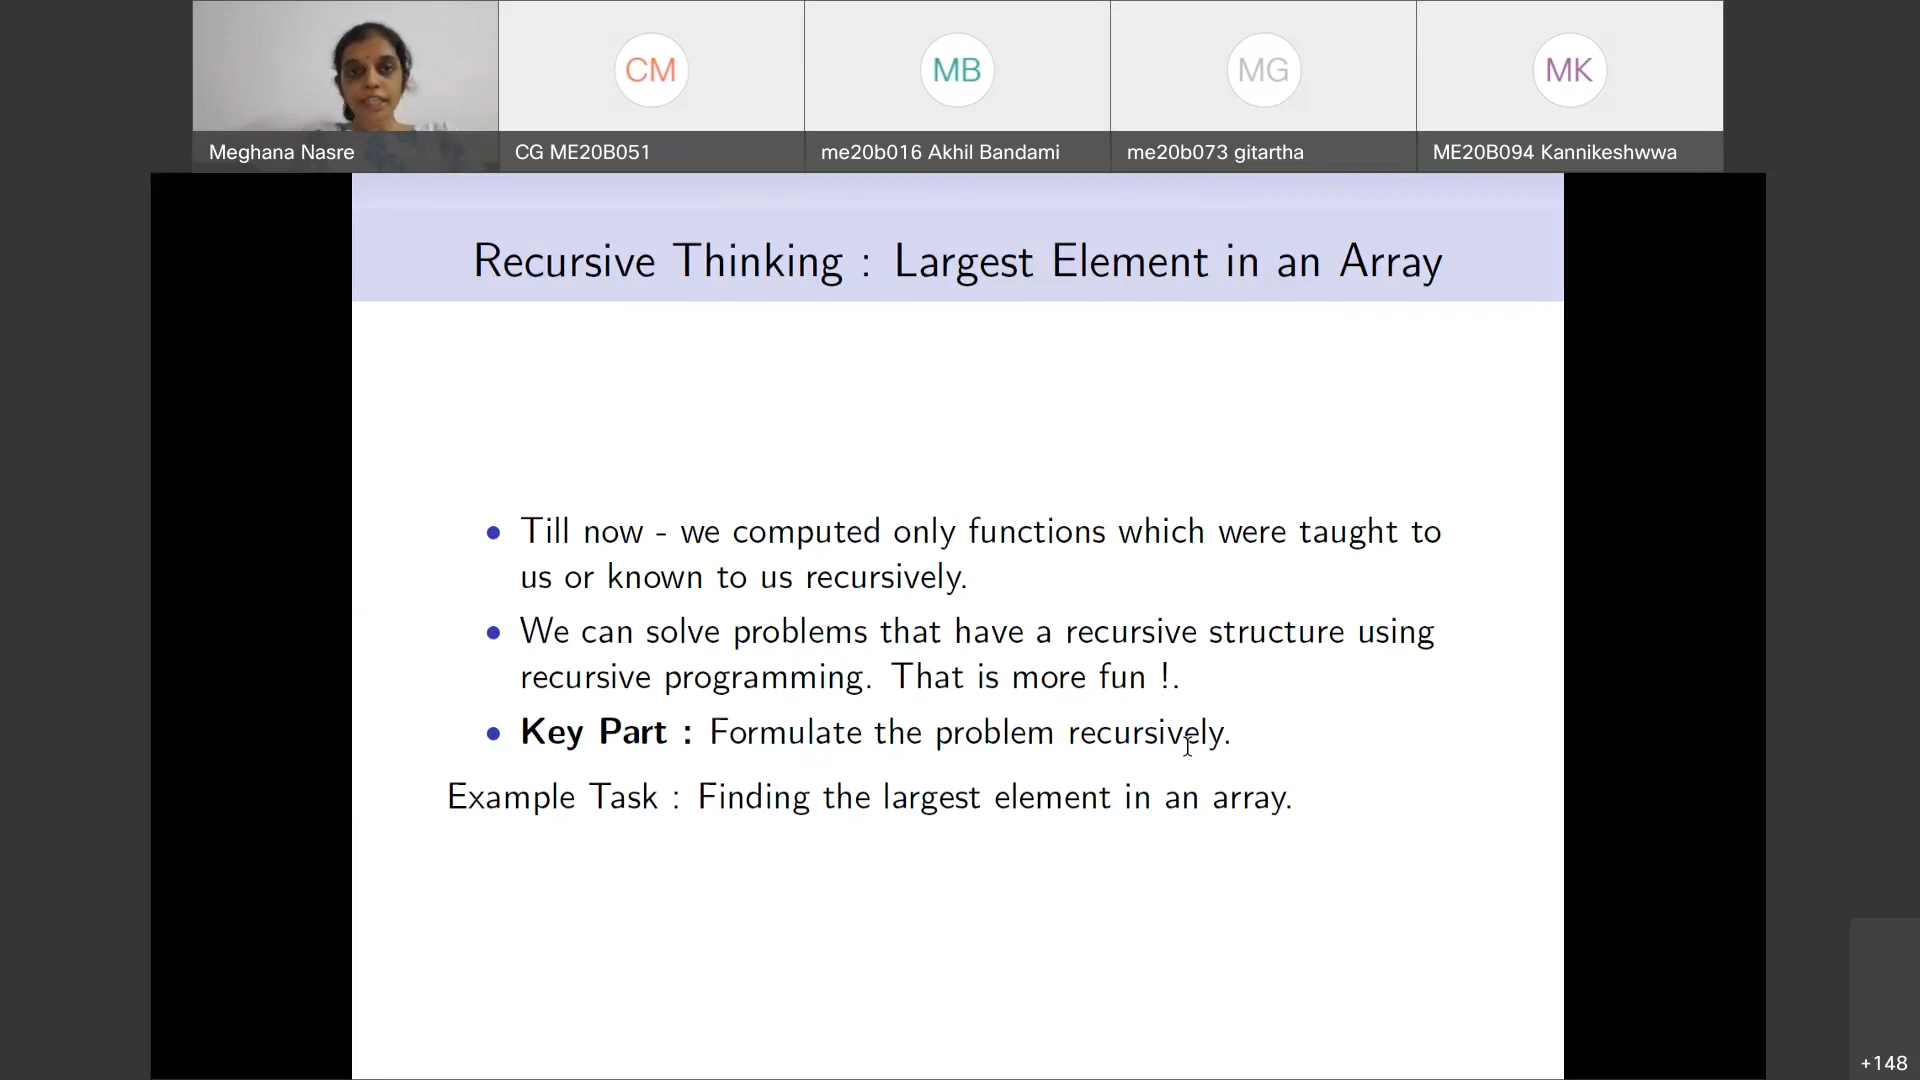 CM
MB
MG
MK
Meghana Nasre
CG ME20B051
me20b016 Akhil Bandami
me20b073 gitartha
ME20B094 Kannikeshwwa
Recursive Thinking : Largest Element in an Array
• Till now - we computed only functions which were taught to
us or known to us recursively.
• We can solve problems that have a recursive structure using
recursive programming. That is more fun !.
• Key Part : Formulate the problem recursively.
Example Task : Finding the largest element in an array.
+148